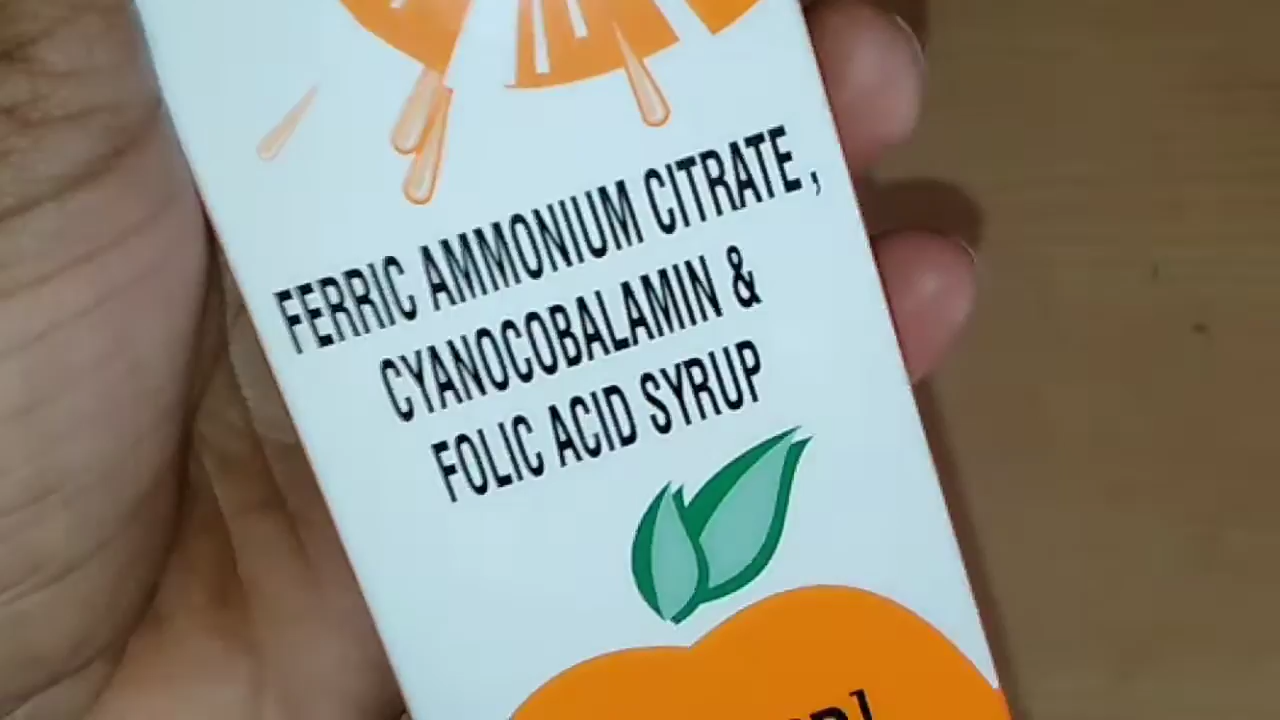 FERRIC AMMONIUM CITRATE,
CYANOCOBALAMIN &
FOLIC ACID SYRUP